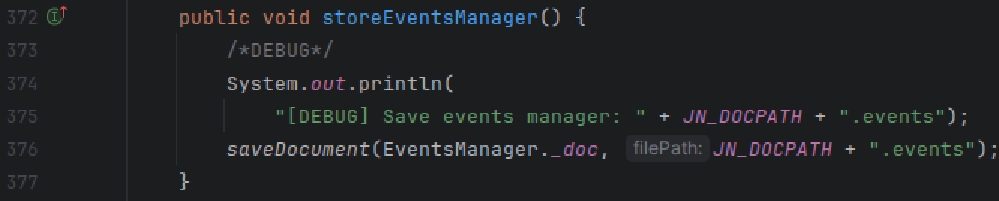 372 public void storeEventsManager() {
373 /*DEBUG*/
374 System.out.println(
375 "[DEBUG] Save events manager: " + JN_DOCPATH + ".events");
376 saveDocument(EventsManager._doc, filePath: JN_DOCPATH + ".events");
377 }